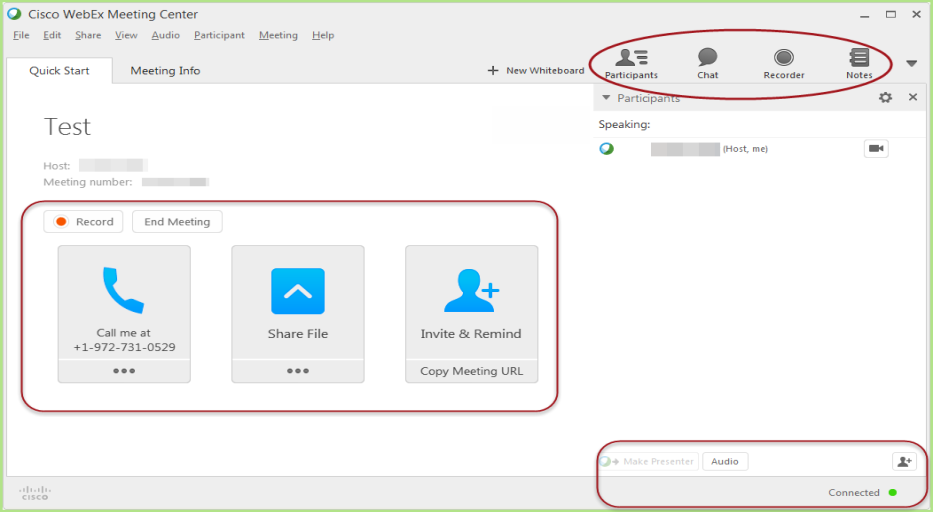 Cisco WebEx Meeting Center
File Edit Share View Audio Participant Meeting Help
Quick Start
Meeting Info
+ New Whiteboard
Participants
Chat
Recorder
Notes
Participants
Speaking:
(Host, me)
Test
Host:
Meeting number:
Record
End Meeting
Call me at
+1-972-731-0529
Share File
Invite & Remind
Copy Meeting URL
Make Presenter
Audio
cisco
Connected